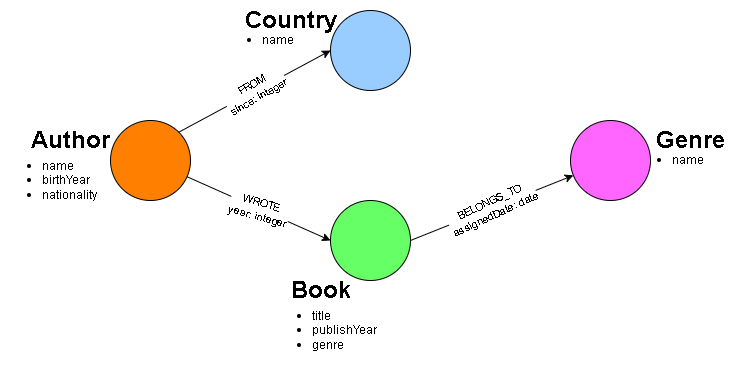 Country
name
FROM
since: integer
Author
name
birthYear
nationality
Genre
name
WROTE
year: integer
BELONGS_TO
assignedDate: date
Book
title
publishYear
genre